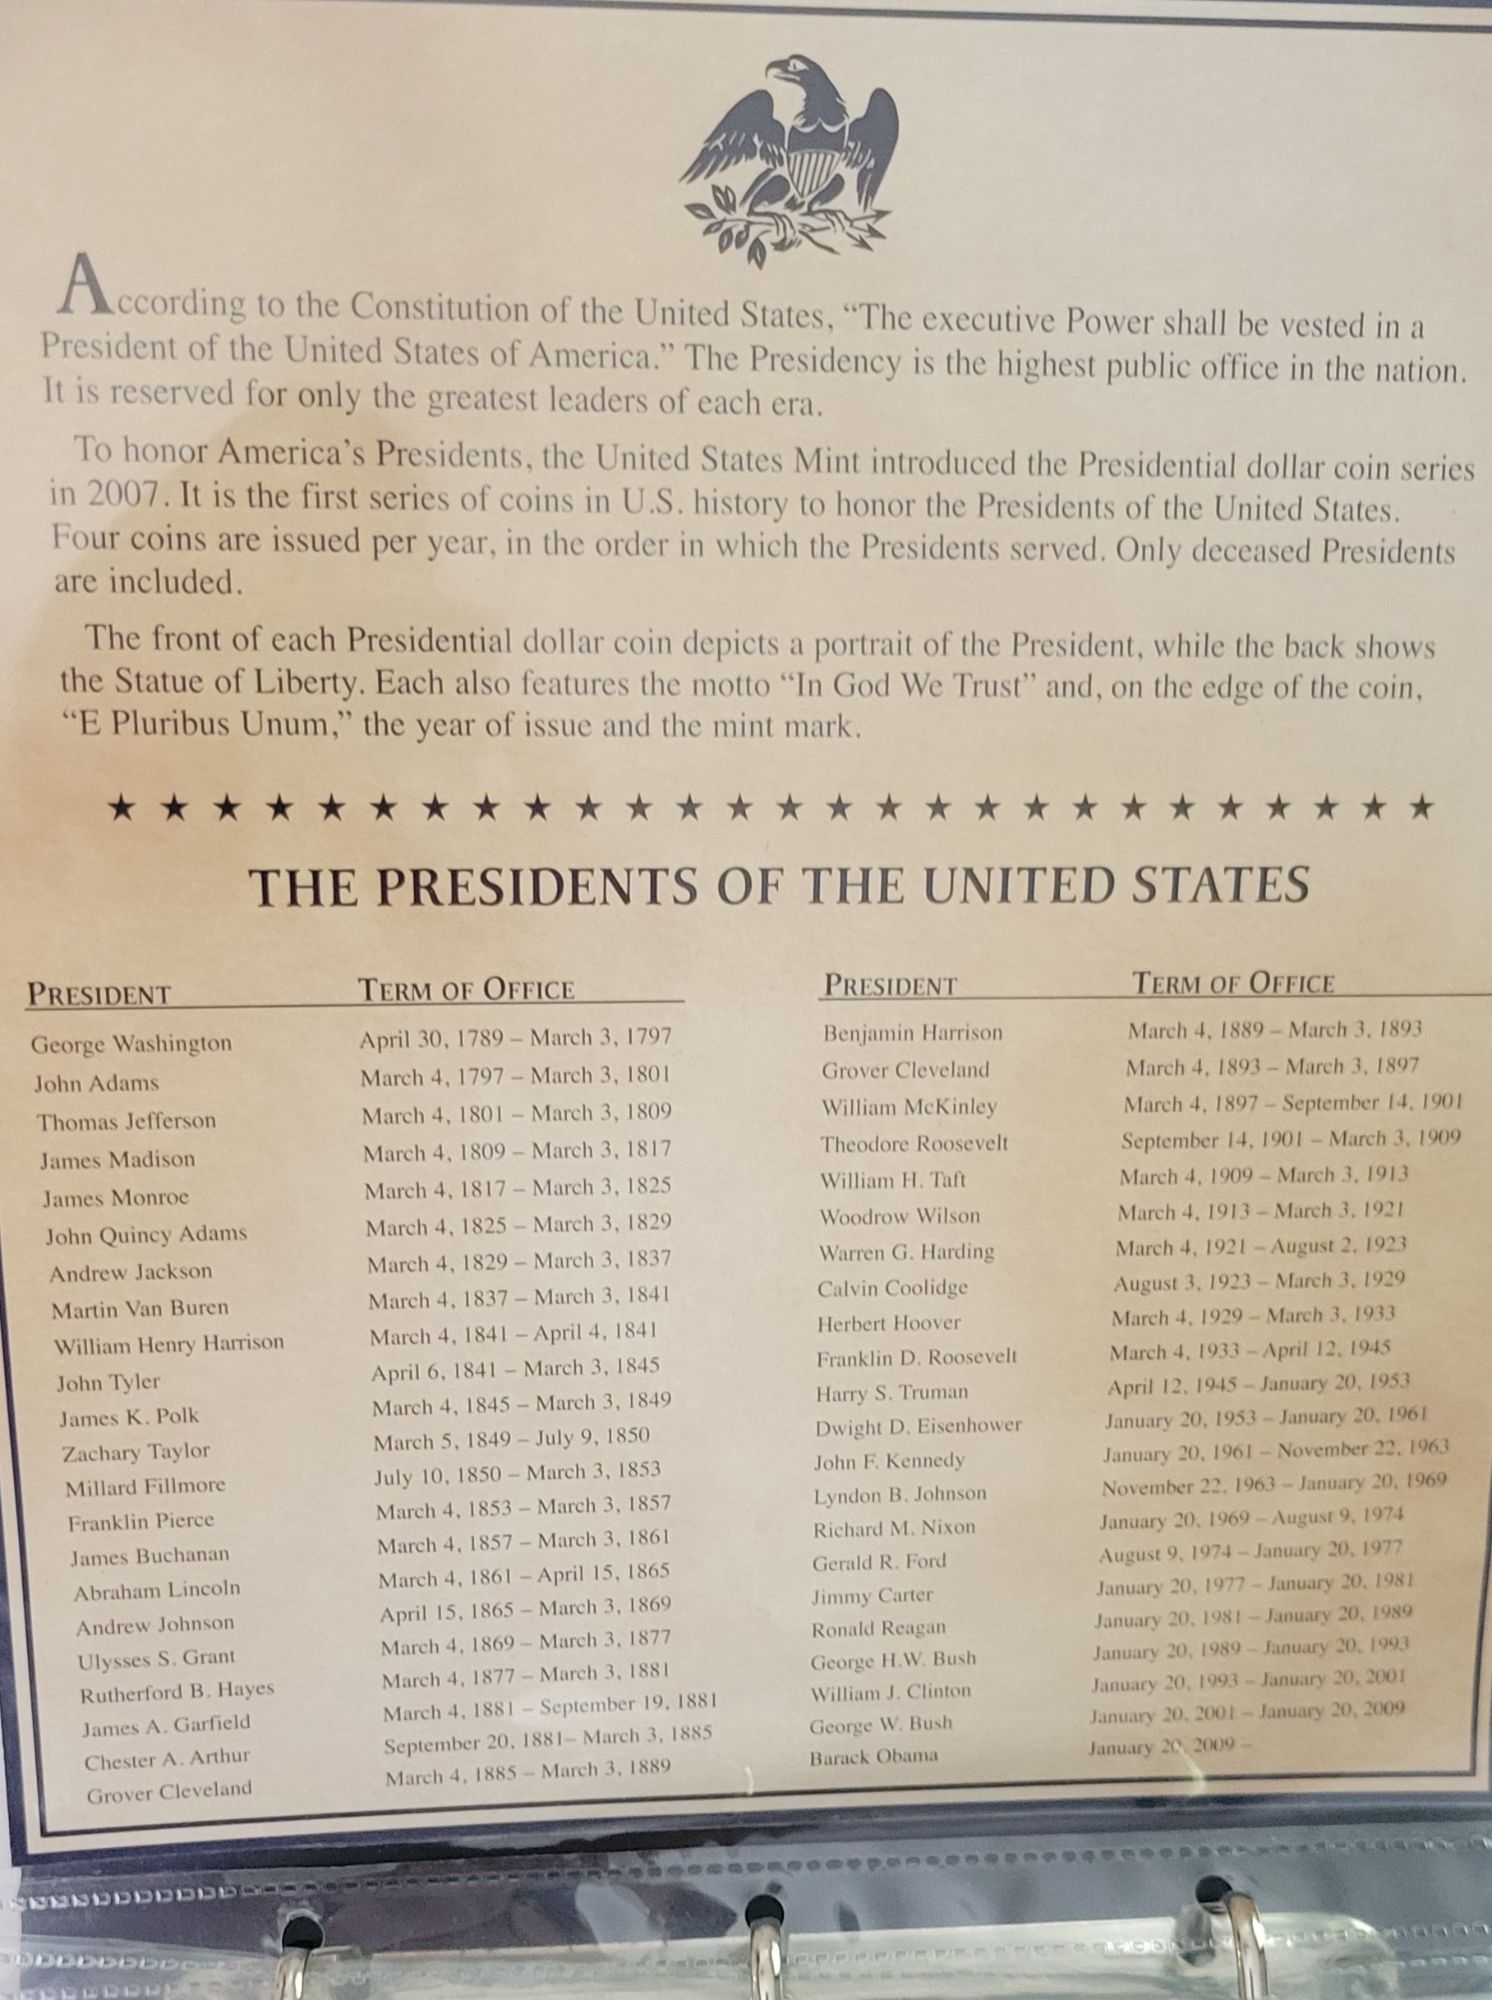 According to the Constitution of the United States, “The executive Power shall be vested in a
President of the United States of America.” The Presidency is the highest public office in the nation.
It is reserved for only the greatest leaders of each era.
To honor America’s Presidents, the United States Mint introduced the Presidential dollar coin series
in 2007. It is the first series of coins in U.S. history to honor the Presidents of the United States.
Four coins are issued per year, in the order in which the Presidents served. Only deceased Presidents
are included.
The front of each Presidential dollar coin depicts a portrait of the President, while the back shows
the Statue of Liberty. Each also features the motto “In God We Trust” and, on the edge of the coin,
“E Pluribus Unum,” the year of issue and the mint mark.
THE PRESIDENTS OF THE UNITED STATES
PRESIDENT TERM OF OFFICE
George Washington April 30, 1789 – March 3, 1797
John Adams March 4, 1797 – March 3, 1801
Thomas Jefferson March 4, 1801 – March 3, 1809
James Madison March 4, 1809 – March 3, 1817
James Monroe March 4, 1817 – March 3, 1825
John Quincy Adams March 4, 1825 – March 3, 1829
Andrew Jackson March 4, 1829 – March 3, 1837
Martin Van Buren March 4, 1837 – March 3, 1841
William Henry Harrison March 4, 1841 – April 4, 1841
John Tyler April 6, 1841 – March 3, 1845
James K. Polk March 4, 1845 – March 3, 1849
Zachary Taylor March 5, 1849 – July 9, 1850
Millard Fillmore July 10, 1850 – March 3, 1853
Franklin Pierce March 4, 1853 – March 3, 1857
James Buchanan March 4, 1857 – March 3, 1861
Abraham Lincoln March 4, 1861 – April 15, 1865
Andrew Johnson April 15, 1865 – March 3, 1869
Ulysses S. Grant March 4, 1869 – March 3, 1877
Rutherford B. Hayes March 4, 1877 – March 3, 1881
James A. Garfield March 4, 1881 – September 19, 1881
Chester A. Arthur September 20, 1881– March 3, 1885
Grover Cleveland March 4, 1885 – March 3, 1889
PRESIDENT TERM OF OFFICE
Benjamin Harrison March 4, 1889 – March 3, 1893
Grover Cleveland March 4, 1893 – March 3, 1897
William McKinley March 4, 1897 – September 14, 1901
Theodore Roosevelt September 14, 1901 – March 3, 1909
William H. Taft March 4, 1909 – March 3, 1913
Woodrow Wilson March 4, 1913 – March 3, 1921
Warren G. Harding March 4, 1921 – August 2, 1923
Calvin Coolidge August 3, 1923 – March 3, 1929
Herbert Hoover March 4, 1929 – March 3, 1933
Franklin D. Roosevelt March 4, 1933 – April 12, 1945
Harry S. Truman April 12, 1945 – January 20, 1953
Dwight D. Eisenhower January 20, 1953 – January 20, 1961
John F. Kennedy January 20, 1961 – November 22, 1963
Lyndon B. Johnson November 22, 1963 – January 20, 1969
Richard M. Nixon January 20, 1969 – August 9, 1974
Gerald R. Ford August 9, 1974 – January 20, 1977
Jimmy Carter January 20, 1977 – January 20, 1981
Ronald Reagan January 20, 1981 – January 20, 1989
George H.W. Bush January 20, 1989 – January 20, 1993
William J. Clinton January 20, 1993 – January 20, 2001
George W. Bush January 20, 2001 – January 20, 2009
Barack Obama January 20, 2009 –